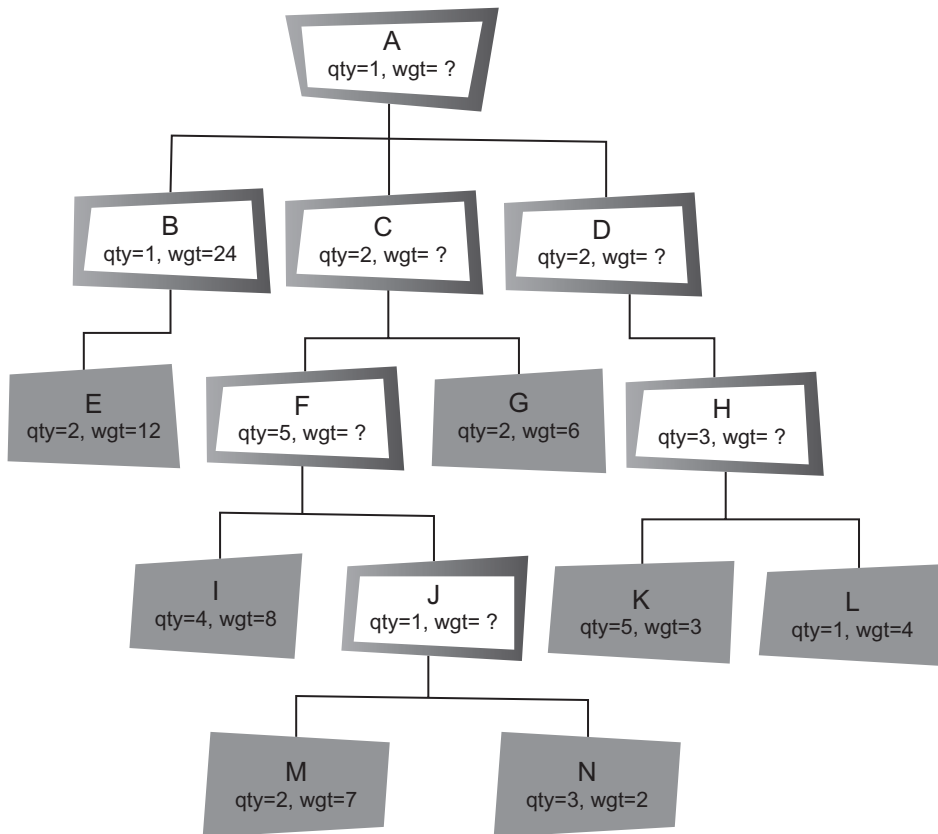 A
qty=1, wgt= ?
B
qty=1, wgt=24
C
qty=2, wgt= ?
D
qty=2, wgt= ?
E
qty=2, wgt=12
F
qty=5, wgt= ?
G
qty=2, wgt=6
H
qty=3, wgt= ?
I
qty=4, wgt=8
J
qty=1, wgt= ?
K
qty=5, wgt=3
L
qty=1, wgt=4
M
qty=2, wgt=7
N
qty=3, wgt=2